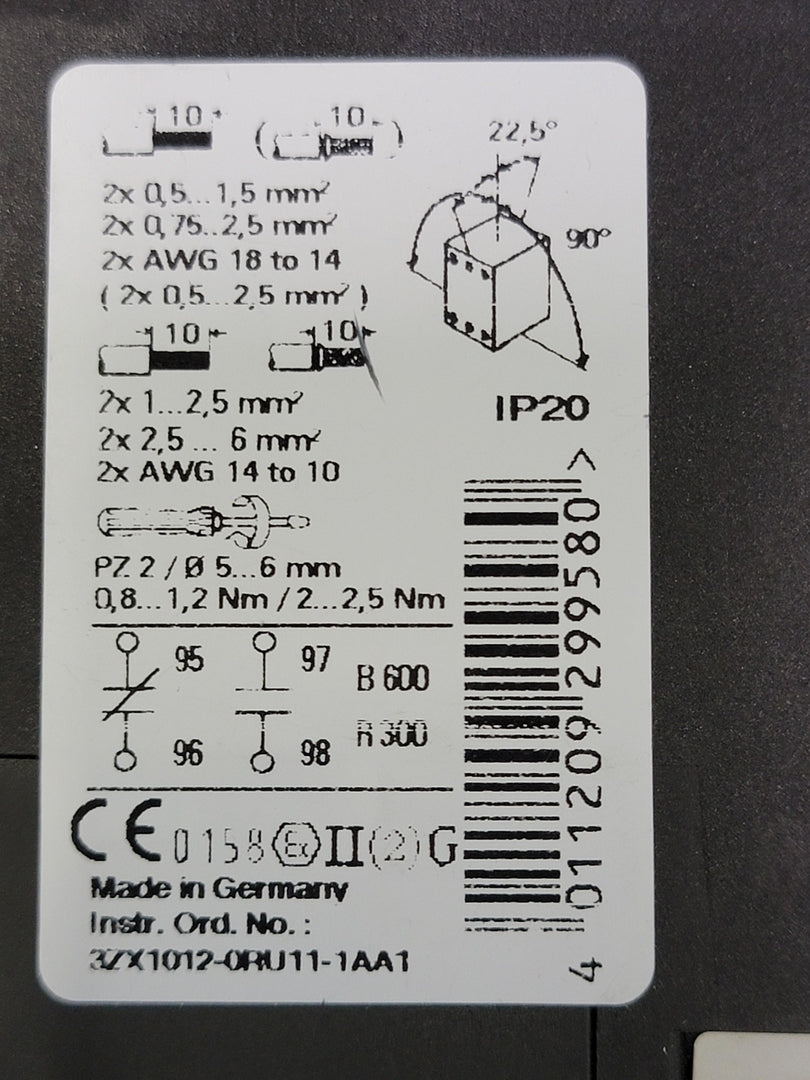 10 ( 10 )
2x 0,5...1,5 mm²
2x 0,75...2,5 mm²
2x AWG 18 to 14
( 2x 0,5...2,5 mm² )
10 10
2x 1...2,5 mm²
2x 2,5 ... 6 mm²
2x AWG 14 to 10
PZ 2 / Ø 5...6 mm
0,8...1,2 Nm / 2...2,5 Nm
95 97 B 600
96 98 R 300
CE 0158 Ex II (2) G
Made in Germany
Instr. Ord. No. :
3ZX1012-0RU11-1AA1
22,5°
90°
IP20
4 011209 299580 >